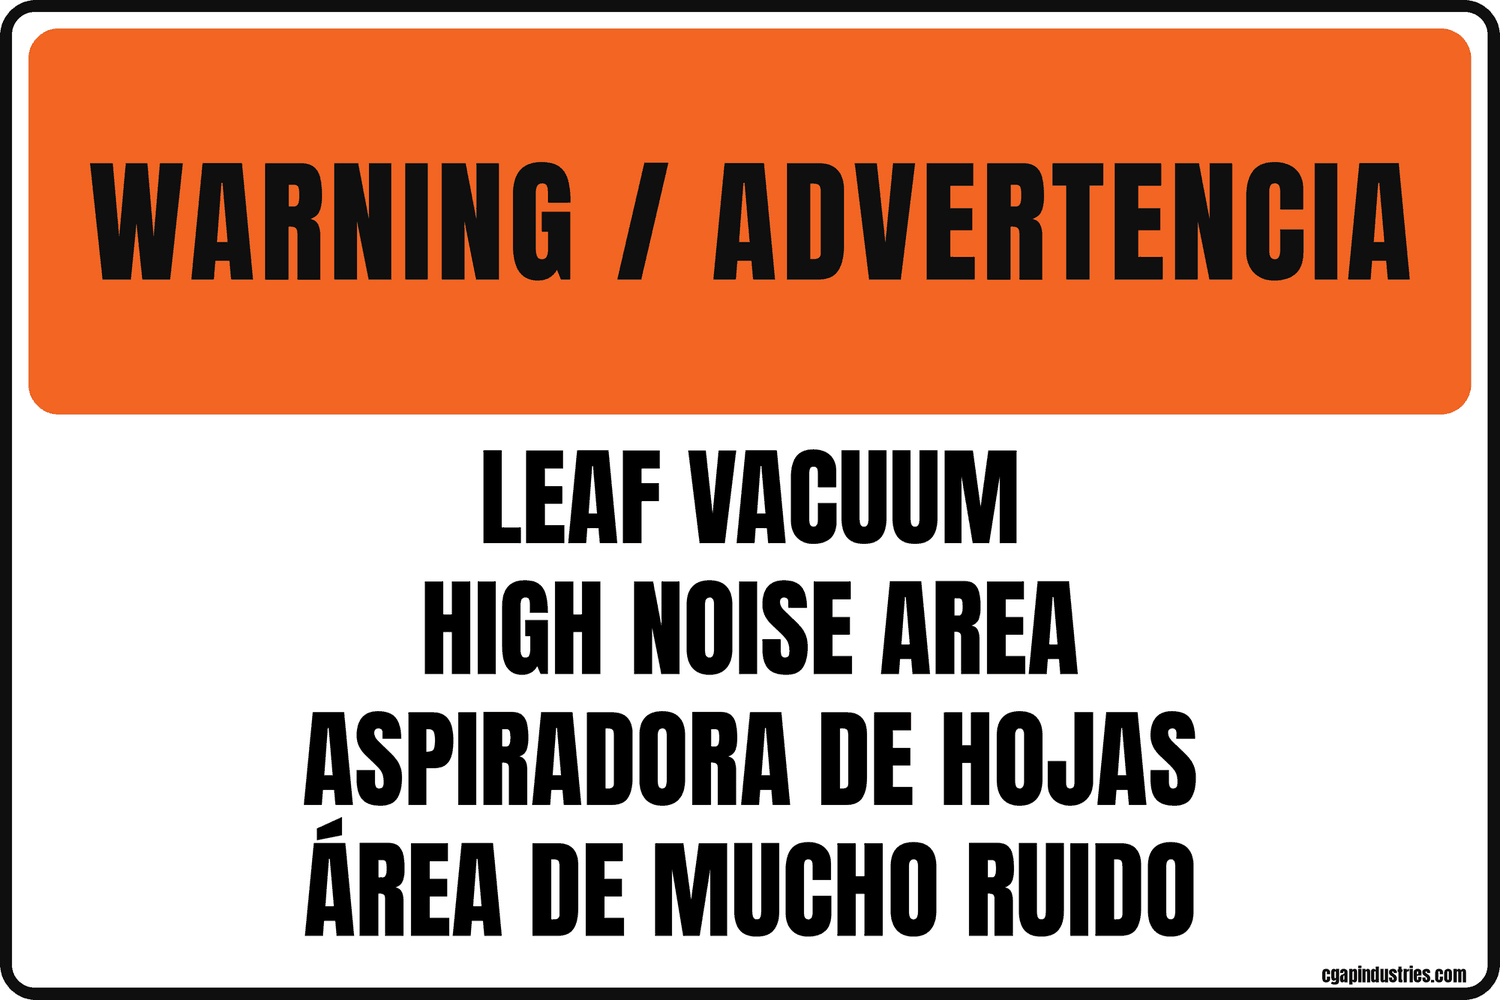 WARNING / ADVERTENCIA
LEAF VACUUM
HIGH NOISE AREA
ASPIRADORA DE HOJAS
ÁREA DE MUCHO RUIDO
cgapindustries.com